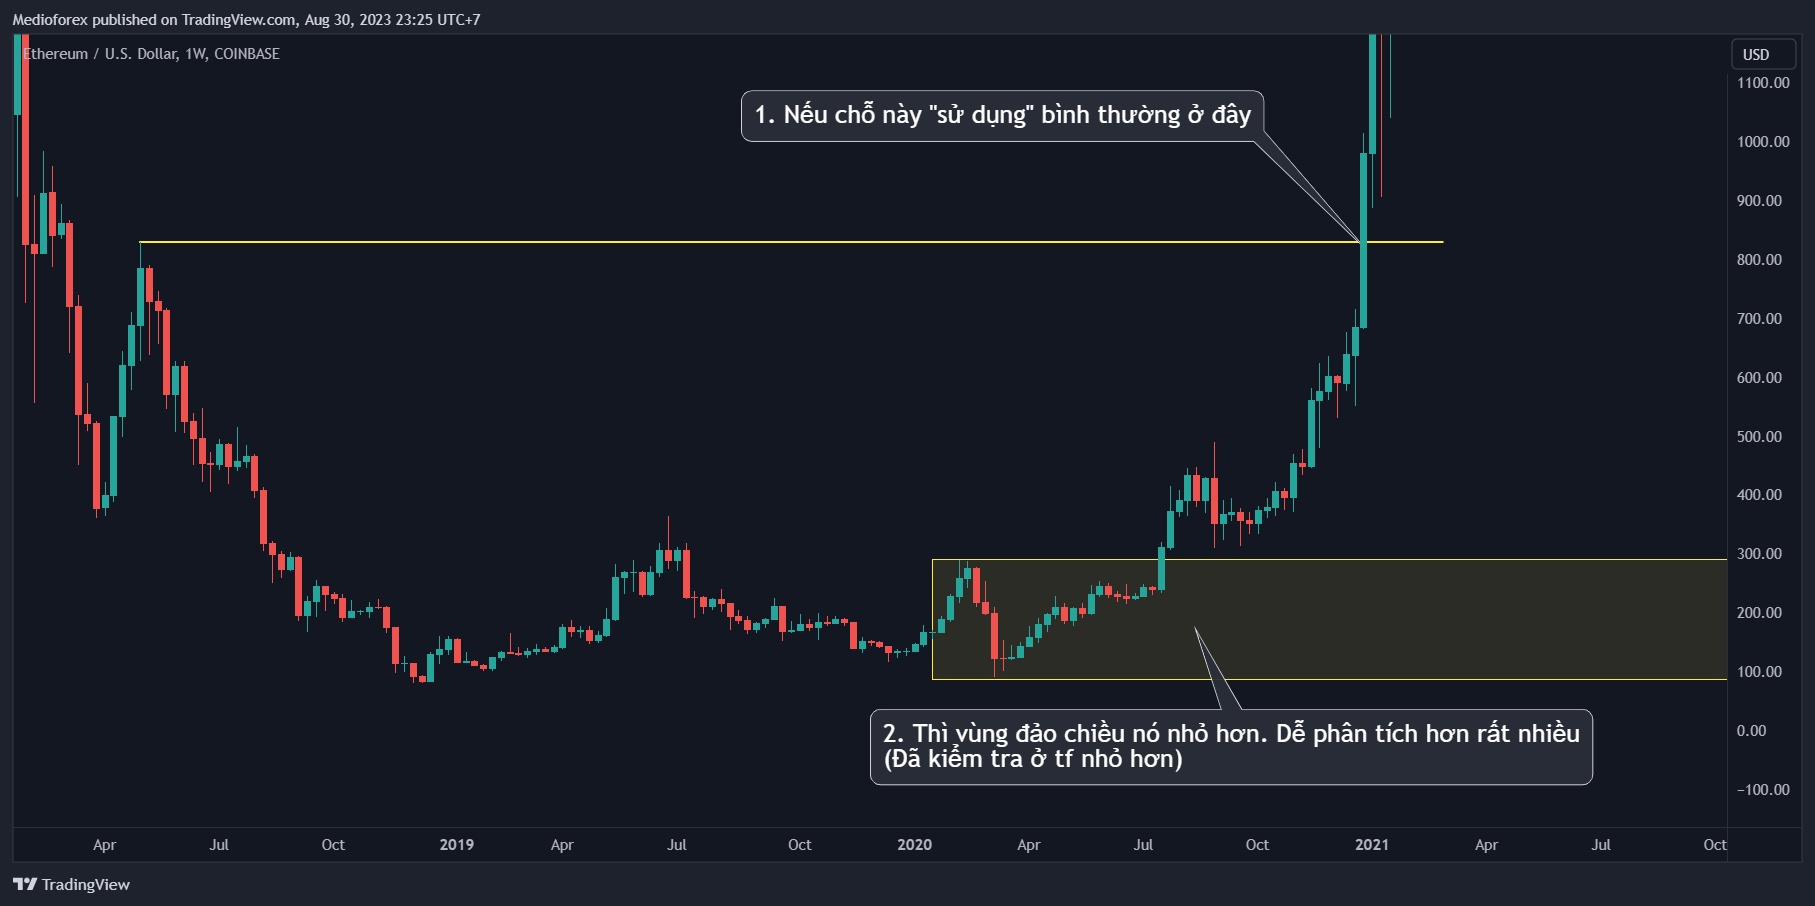 Medioforex published on TradingView.com, Aug 30, 2023 23:25 UTC+7
Ethereum / U.S. Dollar, 1W, COINBASE
USD
1100.00
1. Nếu chỗ này "sử dụng" bình thường ở đây
1000.00
900.00
800.00
700.00
600.00
500.00
400.00
300.00
200.00
100.00
2. Thì vùng đảo chiều nó nhỏ hơn. Dễ phân tích hơn rất nhiều
(Đã kiểm tra ở tf nhỏ hơn)
0.00
−100.00
Apr Jul Oct 2019 Apr Jul Oct 2020 Apr Jul Oct 2021 Apr Jul Oct
TradingView